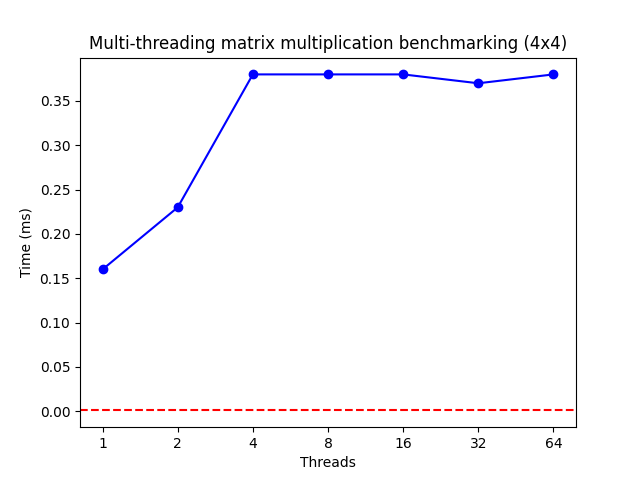 Multi-threading matrix multiplication benchmarking (4x4)
Time (ms)
0.35
0.30
0.25
0.20
0.15
0.10
0.05
0.00
1 2 4 8 16 32 64
Threads